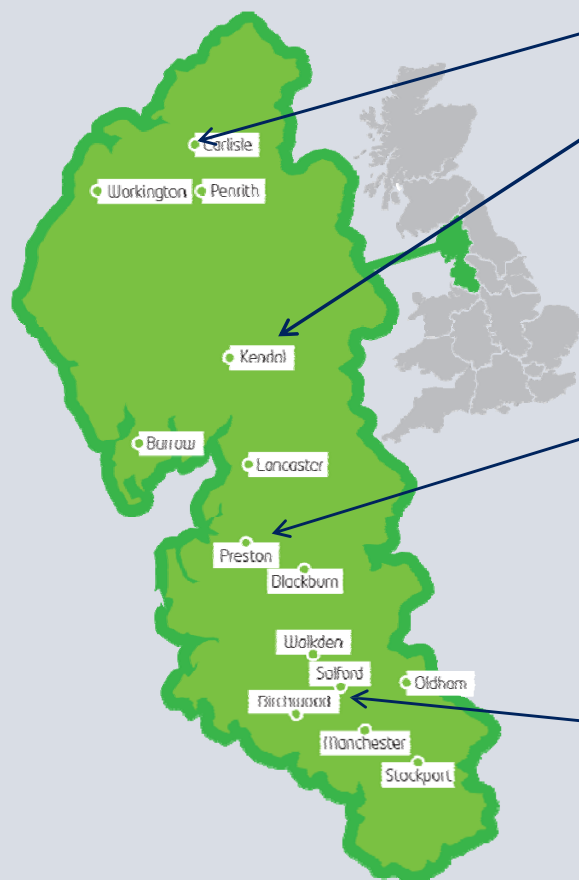 Carlisle
Workington
Penrith
Kendal
Barrow
Lancaster
Preston
Blackburn
Walkden
Salford
Oldham
Birchwood
Manchester
Stockport